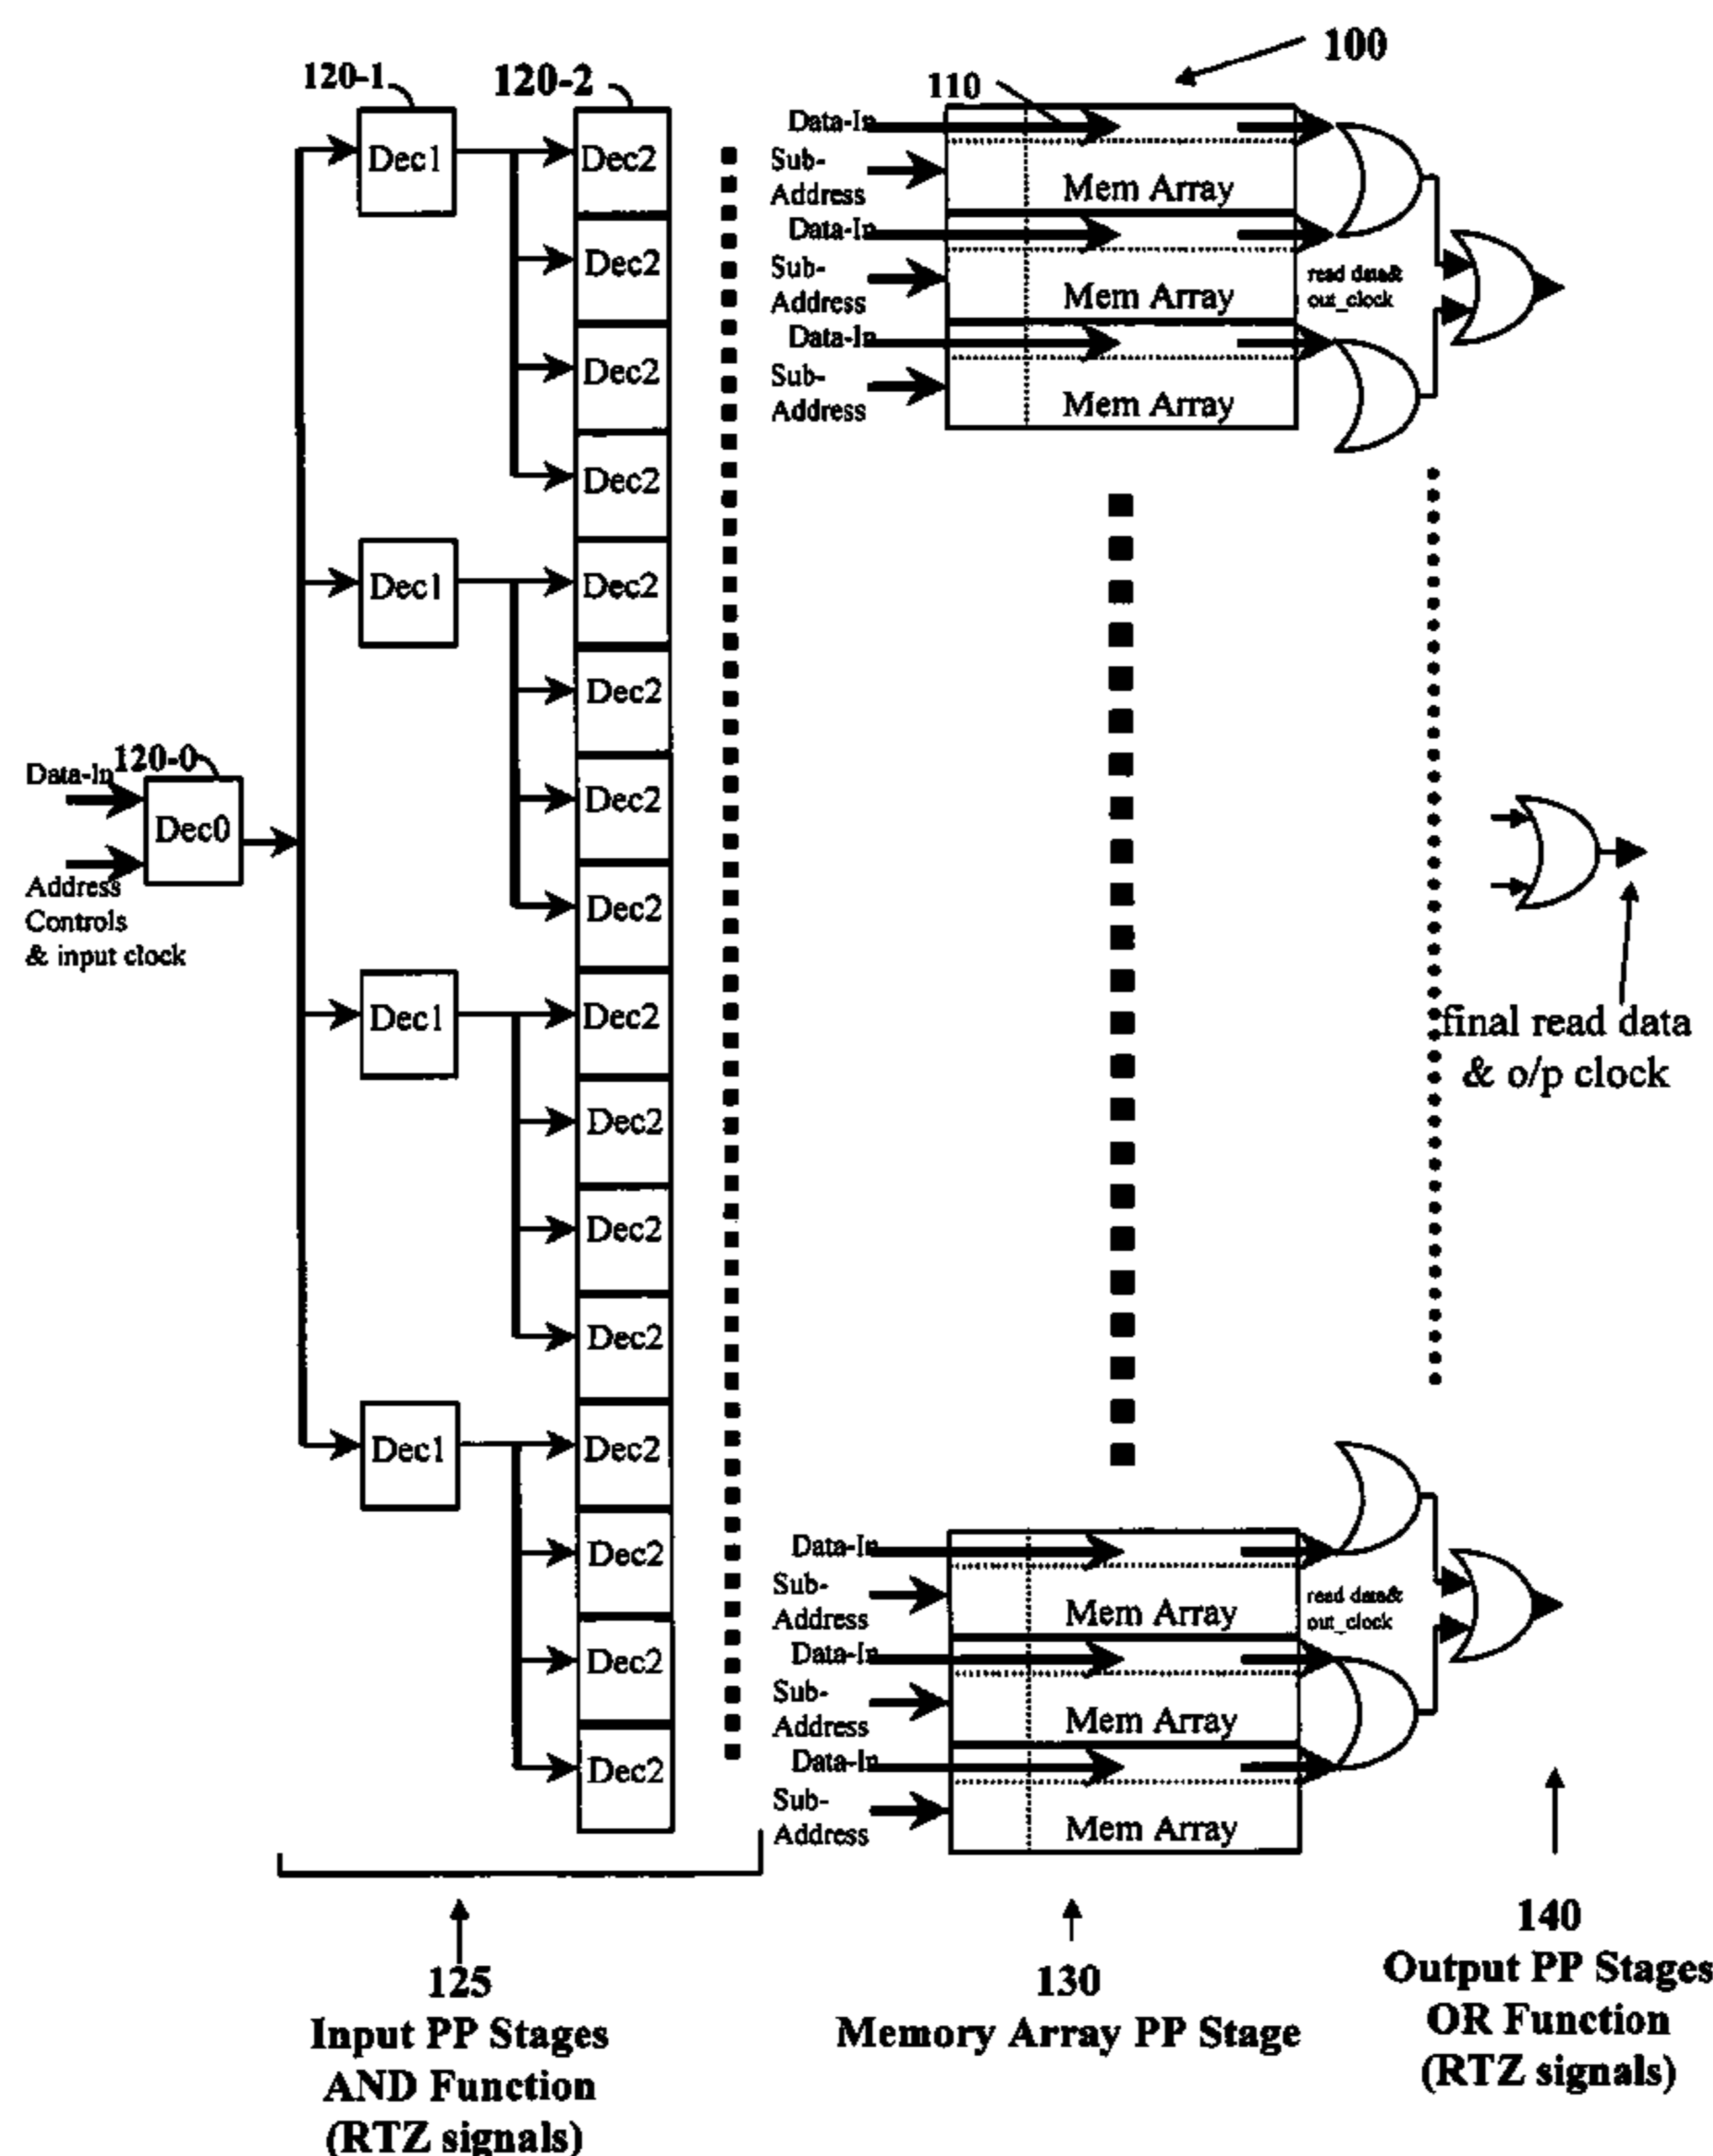 100
120-1
120-2
110
Dec1
Dec2
Dec2
Dec2
Dec2
Dec1
Dec2
Dec2
Dec2
Dec2
Data-In
120-0
Dec0
Address
Controls
& input clock
Dec1
Dec2
Dec2
Dec2
Dec2
Dec1
Dec2
Dec2
Dec2
Dec2
Data-In
Sub-
Address
Mem Array
Data-In
Sub-
Address
Mem Array
read data&
out_clock
Data-In
Sub-
Address
Mem Array
final read data
& o/p clock
Data-In
Sub-
Address
Mem Array
read data&
out_clock
Data-In
Sub-
Address
Mem Array
Data-In
Sub-
Address
Mem Array
125
Input PP Stages
AND Function
(RTZ signals)
130
Memory Array PP Stage
140
Output PP Stages
OR Function
(RTZ signals)